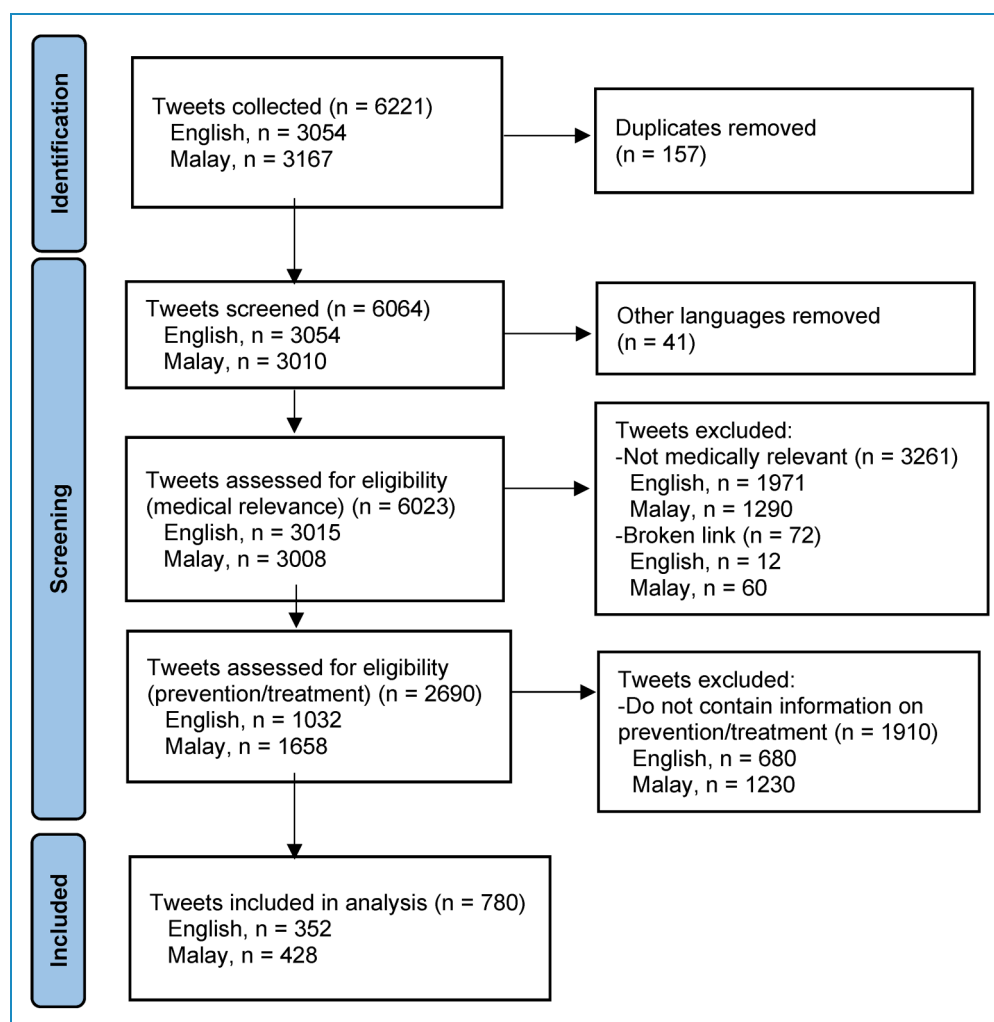 Identification
Tweets collected (n = 6221)
English, n = 3054
Malay, n = 3167
Duplicates removed
(n = 157)
Screening
Tweets screened (n = 6064)
English, n = 3054
Malay, n = 3010
Other languages removed
(n = 41)
Tweets assessed for eligibility
(medical relevance) (n = 6023)
English, n = 3015
Malay, n = 3008
Tweets excluded:
-Not medically relevant (n = 3261)
English, n = 1971
Malay, n = 1290
-Broken link (n = 72)
English, n = 12
Malay, n = 60
Tweets assessed for eligibility
(prevention/treatment) (n = 2690)
English, n = 1032
Malay, n = 1658
Tweets excluded:
-Do not contain information on
prevention/treatment (n = 1910)
English, n = 680
Malay, n = 1230
Included
Tweets included in analysis (n = 780)
English, n = 352
Malay, n = 428